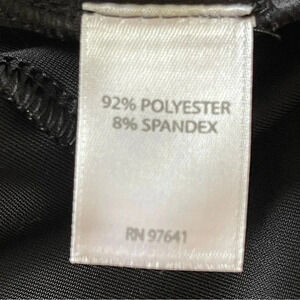 92% POLYESTER
8% SPANDEX
RN 97641